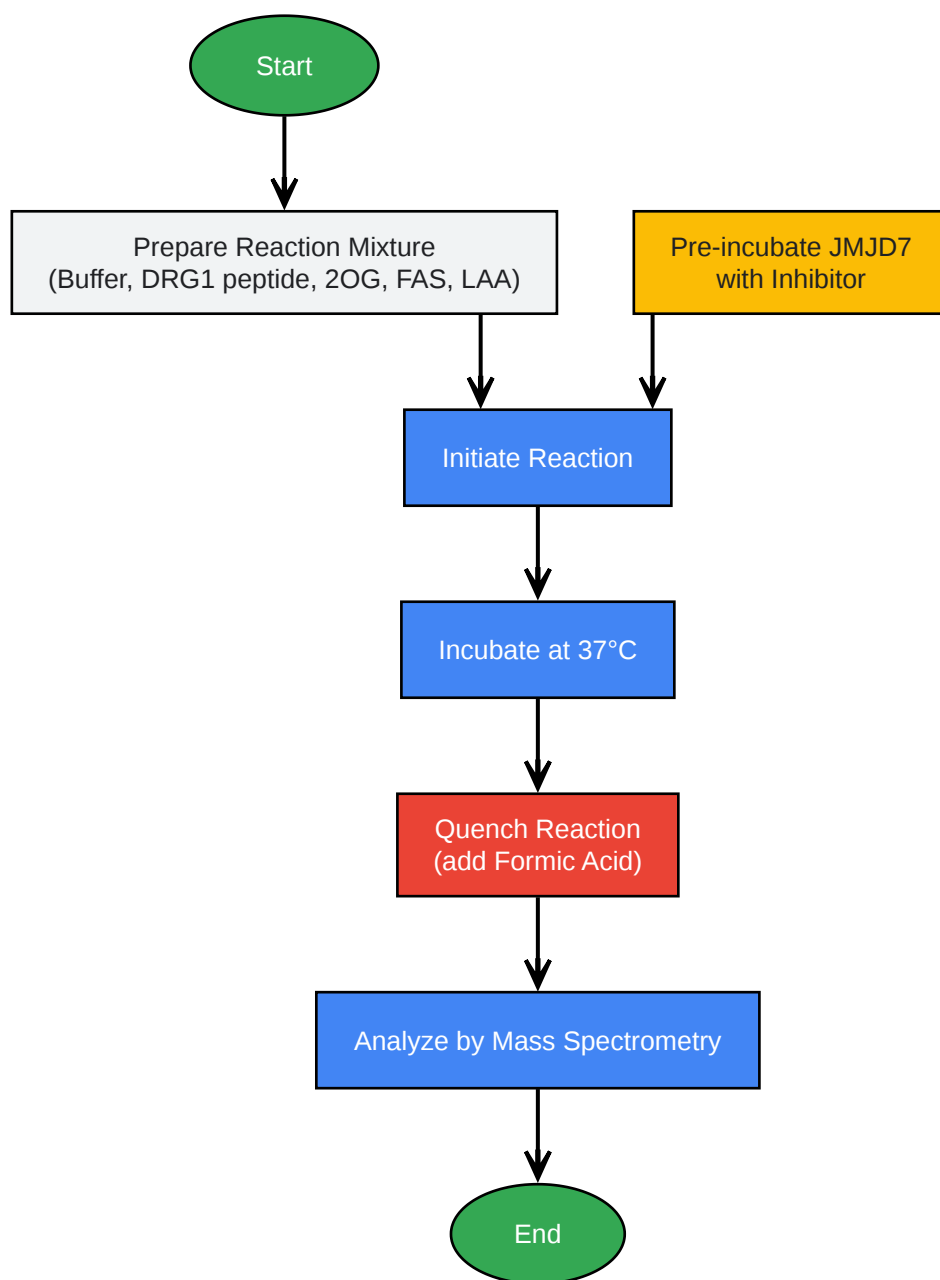 Start
Prepare Reaction Mixture
(Buffer, DRG1 peptide, 2OG, FAS, LAA)
Pre-incubate JMJD7
with Inhibitor
Initiate Reaction
Incubate at 37°C
Quench Reaction
(add Formic Acid)
Analyze by Mass Spectrometry
End